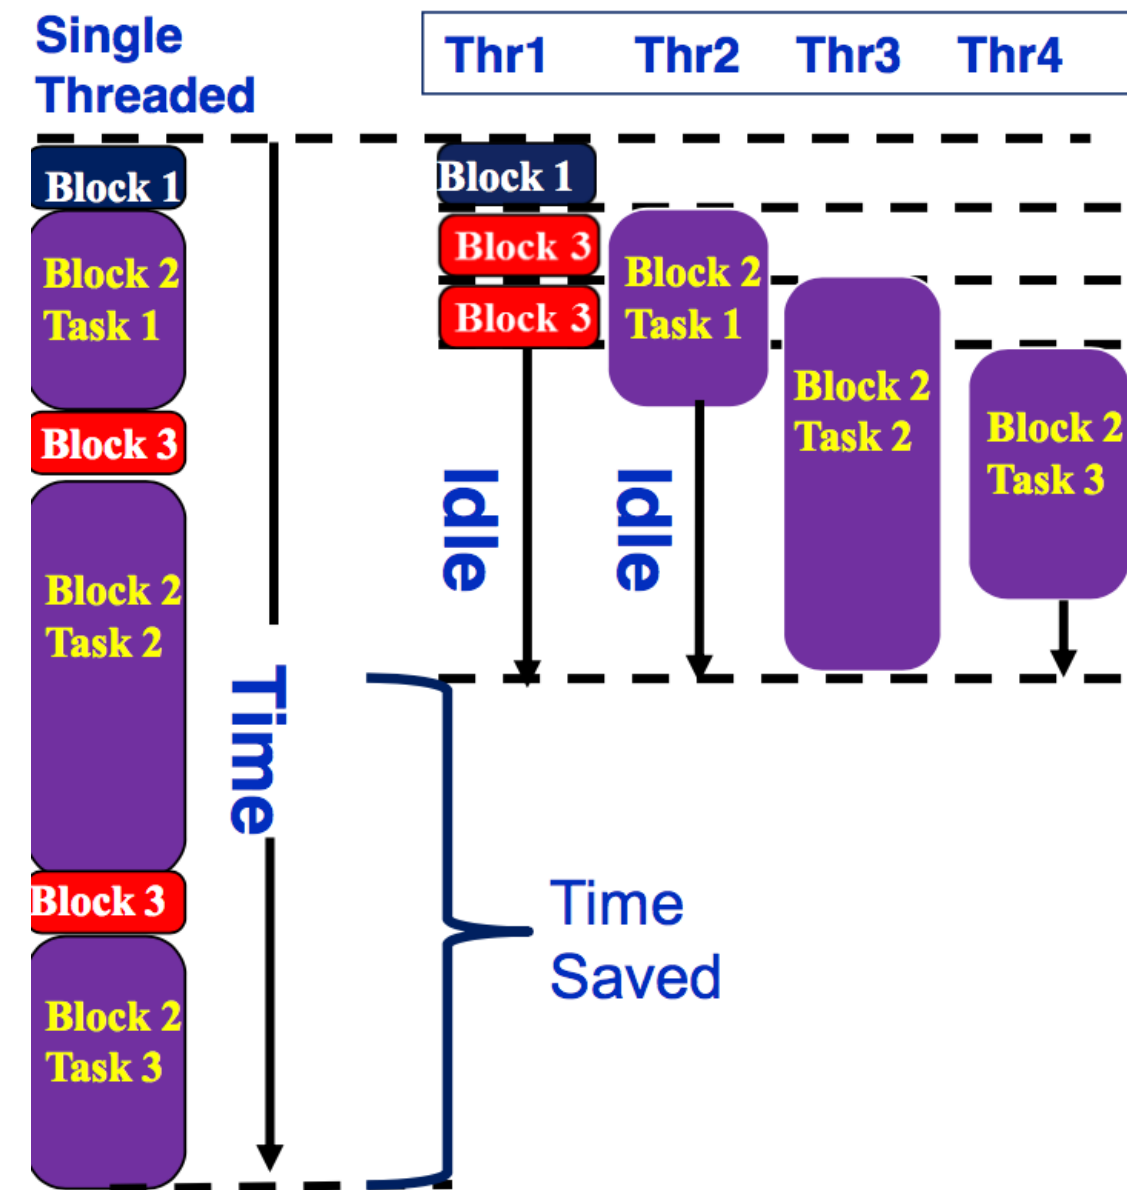 Single
Threaded
Thr1 Thr2 Thr3 Thr4
Block 1
Block 2
Task 1
Block 3
Block 2
Task 2
Block 3
Block 2
Task 3
Time
Block 1
Block 3
Block 3
Idle
Block 2
Task 1
Idle
Block 2
Task 2
Block 2
Task 3
Time
Saved